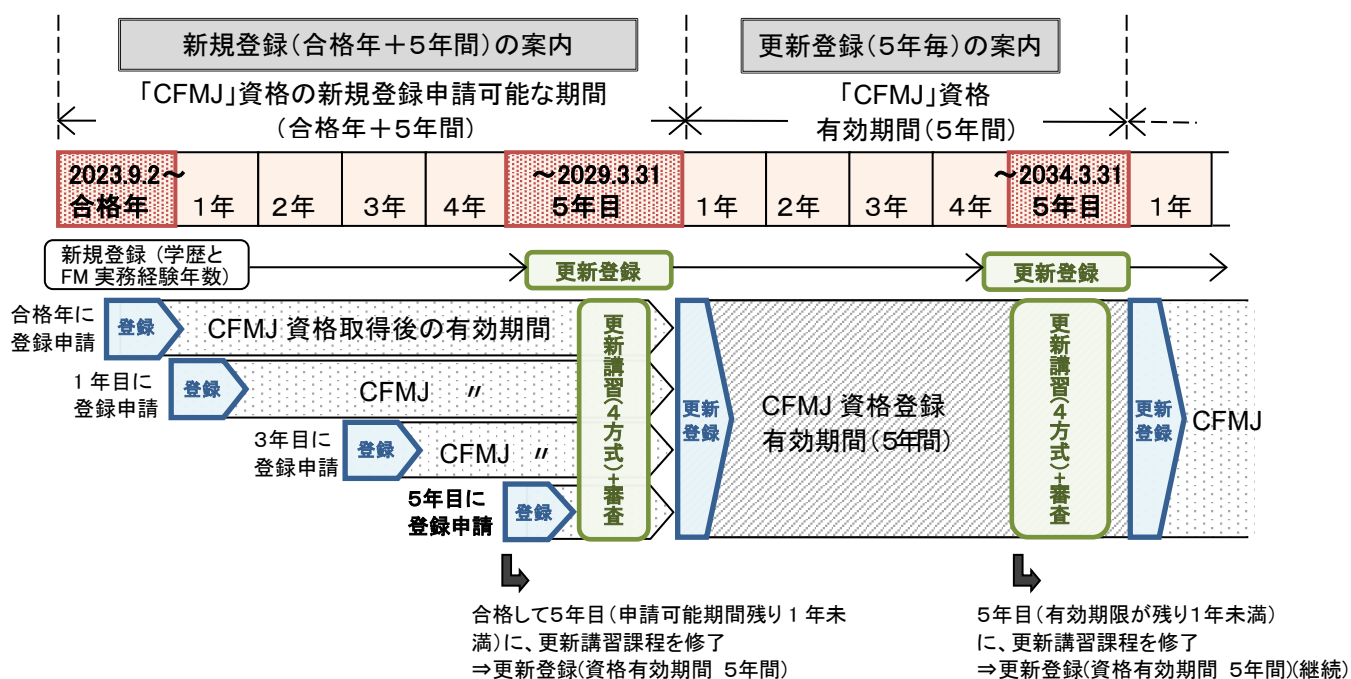 新規登録(合格年+5年間)の案内
更新登録(5年毎)の案内
「CFMJ」資格の新規登録申請可能な期間
(合格年+5年間)
「CFMJ」資格
有効期間(5年間)
2023.9.2~
合格年
1年
2年
3年
4年
~2029.3.31
5年目
1年
2年
3年
4年
~2034.3.31
5年目
1年
新規登録 (学歴と
FM 実務経験年数)
更新登録
更新登録
合格年に
登録申請
登録
CFMJ 資格取得後の有効期間
1 年目に
登録申請
登録
CFMJ 〃
3年目に
登録申請
登録
CFMJ 〃
5年目に
登録申請
登録
更新講習(4方式)+審査
更新
登録
CFMJ 資格登録
有効期間(5年間)
更新講習(4方式)+審査
更新
登録
CFMJ
合格して5年目(申請可能期間残り 1 年未
満)に、更新講習課程を修了
⇒更新登録(資格有効期間 5年間)
5年目(有効期限が残り1年未満)
に、更新講習課程を修了
⇒更新登録(資格有効期間 5年間)(継続)